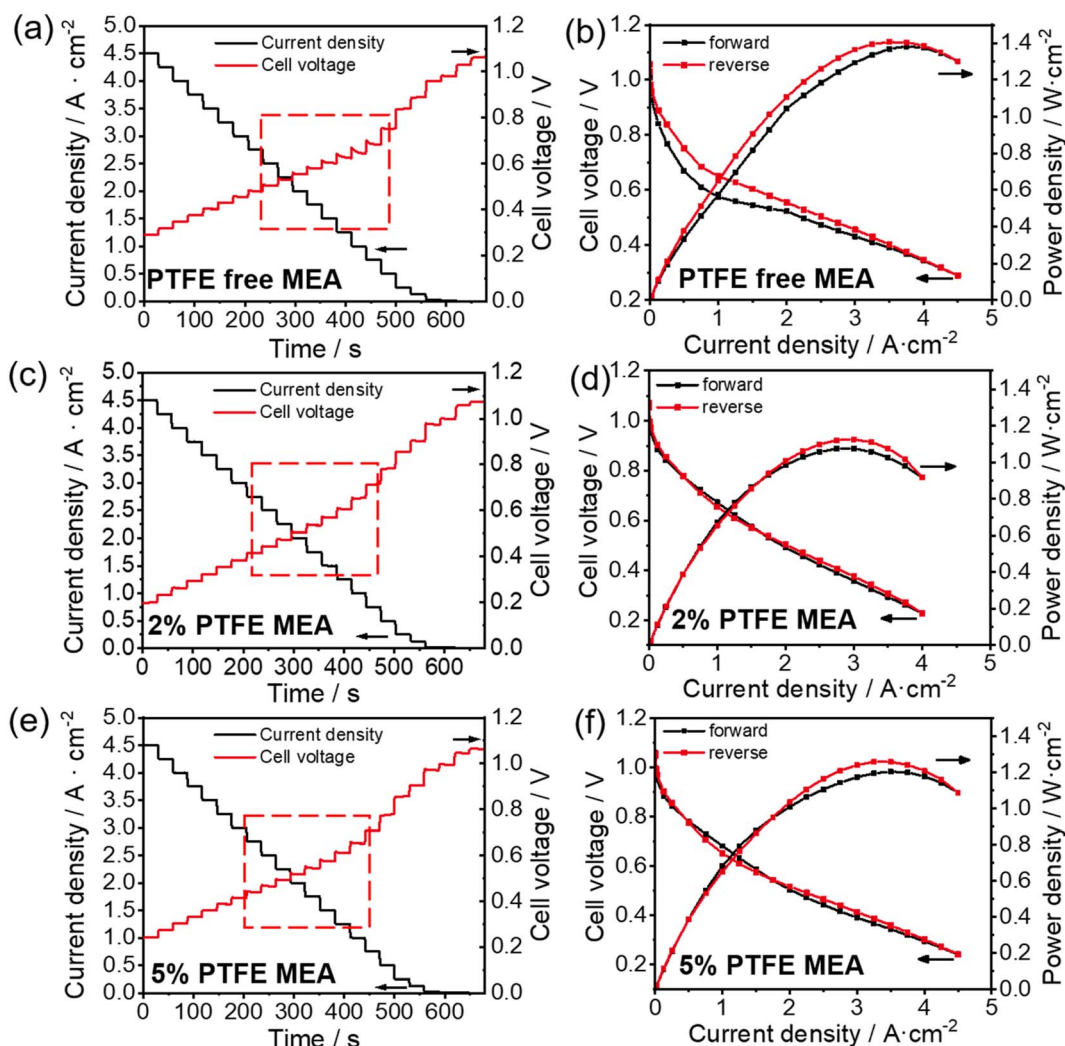 (a)
Current density / A · cm-2
5.0
4.5
4.0
3.5
3.0
2.5
2.0
1.5
1.0
0.5
0.0
Current density
Cell voltage
PTFE free MEA
0 100 200 300 400 500 600
Time / s
1.2
1.0
0.8
0.6
0.4
0.2
0.0
Cell voltage / V
(b)
Cell voltage / V
1.2
1.0
0.8
0.6
0.4
0.2
forward
reverse
PTFE free MEA
0 1 2 3 4 5
Current density / A·cm-2
1.4
1.2
1.0
0.8
0.6
0.4
0.2
0.0
Power density / W·cm-2
(c)
Current density / A · cm-2
5.0
4.5
4.0
3.5
3.0
2.5
2.0
1.5
1.0
0.5
0.0
Current density
Cell voltage
2% PTFE MEA
0 100 200 300 400 500 600
Time / s
1.2
1.0
0.8
0.6
0.4
0.2
0.0
Cell voltage / V
(d)
Cell voltage / V
1.2
1.0
0.8
0.6
0.4
0.2
forward
reverse
2% PTFE MEA
0 1 2 3 4 5
Current density / A·cm-2
1.4
1.2
1.0
0.8
0.6
0.4
0.2
0.0
Power density / W·cm-2
(e)
Current density / A · cm-2
5.0
4.5
4.0
3.5
3.0
2.5
2.0
1.5
1.0
0.5
0.0
Current density
Cell voltage
5% PTFE MEA
0 100 200 300 400 500 600
Time / s
1.2
1.0
0.8
0.6
0.4
0.2
0.0
Cell voltage / V
(f)
Cell voltage / V
1.2
1.0
0.8
0.6
0.4
0.2
forward
reverse
5% PTFE MEA
0 1 2 3 4 5
Current density / A·cm-2
1.4
1.2
1.0
0.8
0.6
0.4
0.2
0.0
Power density / W·cm-2